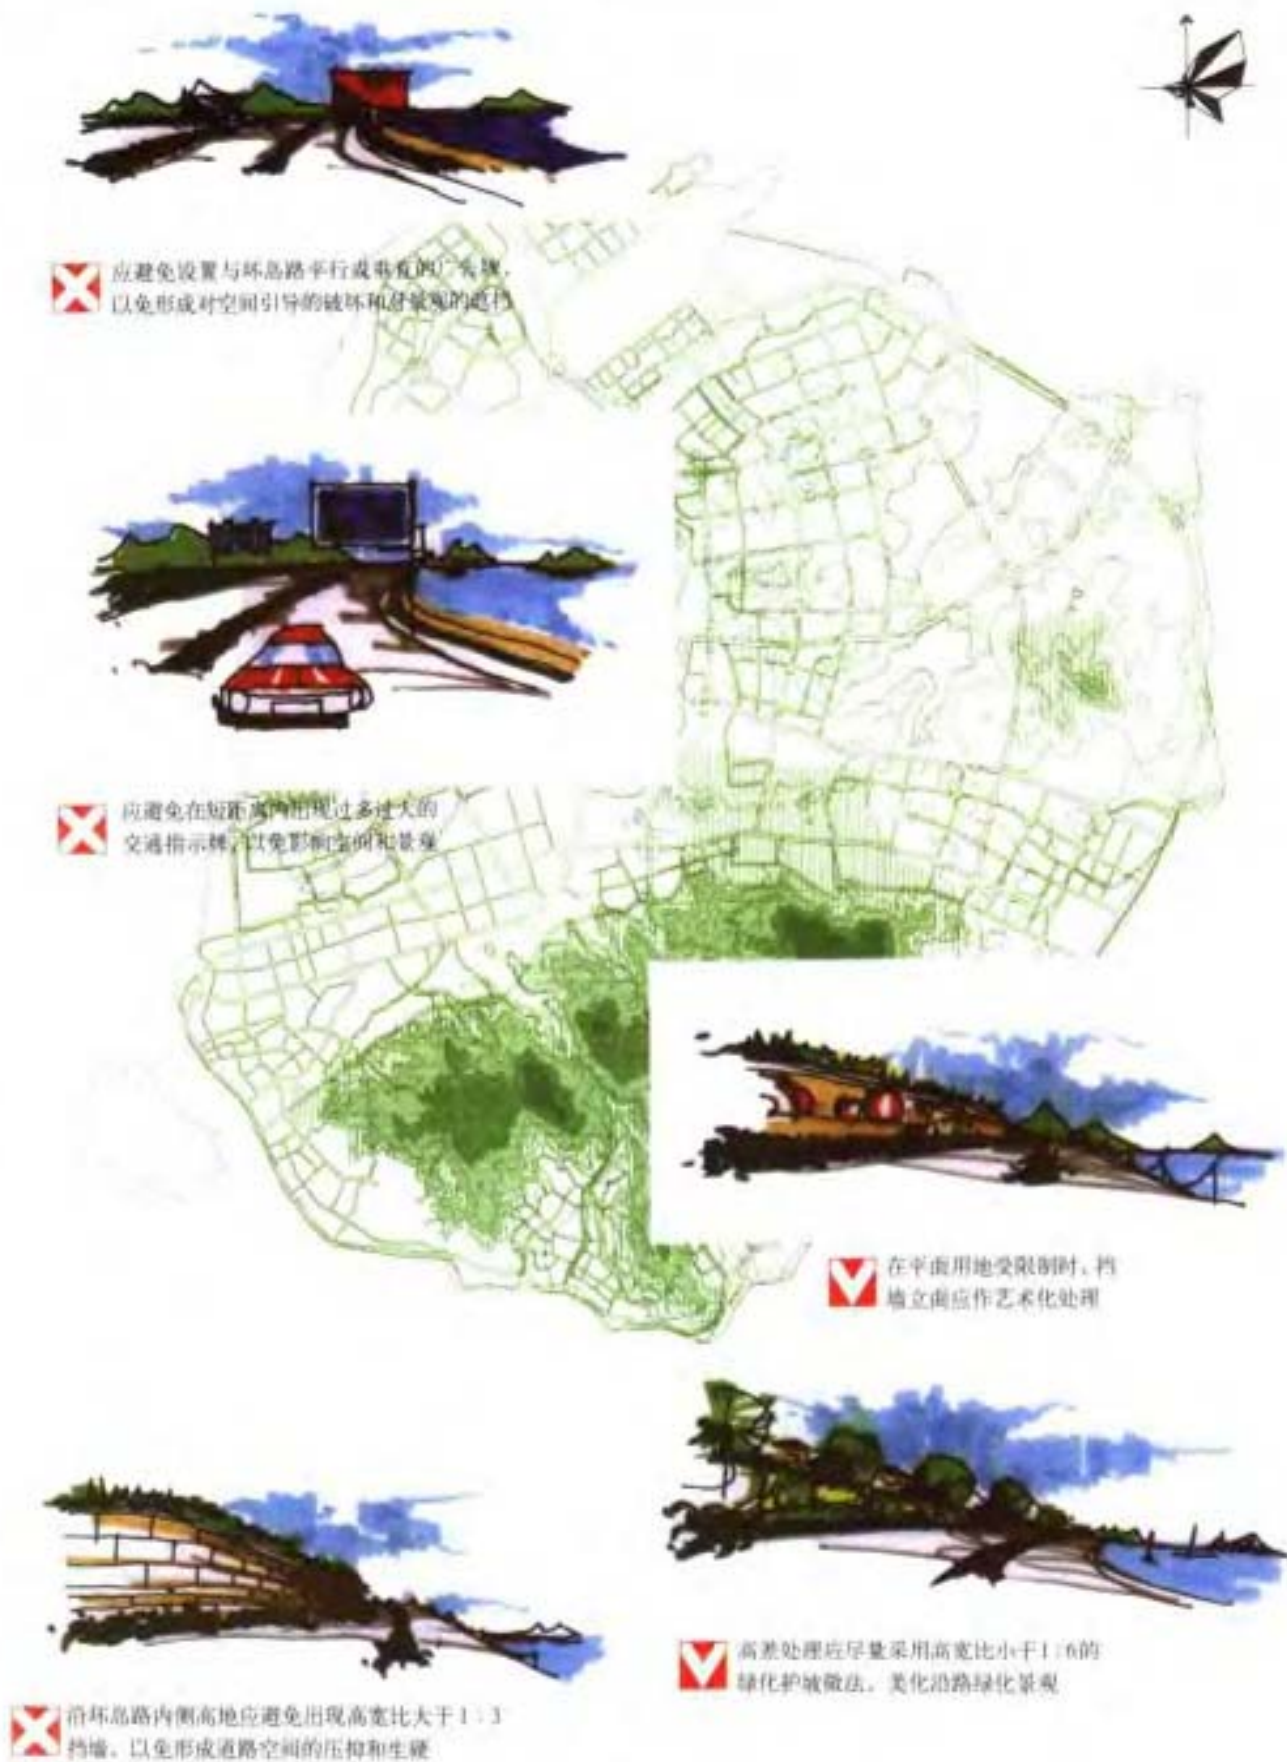 应避免设置与环岛路平行或垂直的广告牌，
以免形成对空间引导的破坏和对景观的遮挡
应避免在短距离内出现过多过大的
交通指示牌，以免影响空间和景观
在平面用地受限制时，挡
墙立面应作艺术化处理
高差处理应尽量采用高宽比小于1:6的
绿化护坡做法，美化沿路绿化景观
沿环岛路内侧高地应避免出现高宽比大于1:3
挡墙，以免形成道路空间的压抑和生硬